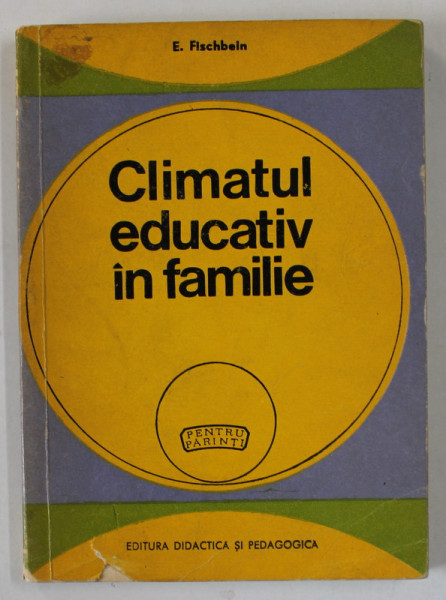 E. Fischbein
Climatul
educativ
în familie
PENTRU
PĂRINȚI
EDITURA DIDACTICA ȘI PEDAGOGICA